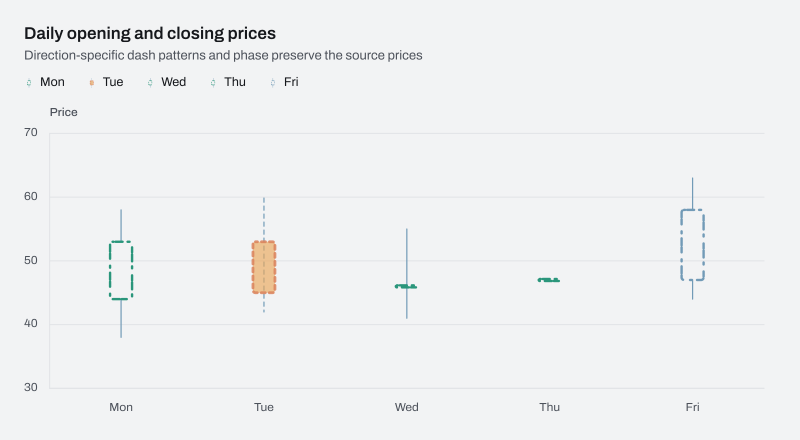 Daily opening and closing prices
Direction-specific dash patterns and phase preserve the source prices
Mon Tue Wed Thu Fri
Price
70
60
50
40
30
Mon Tue Wed Thu Fri